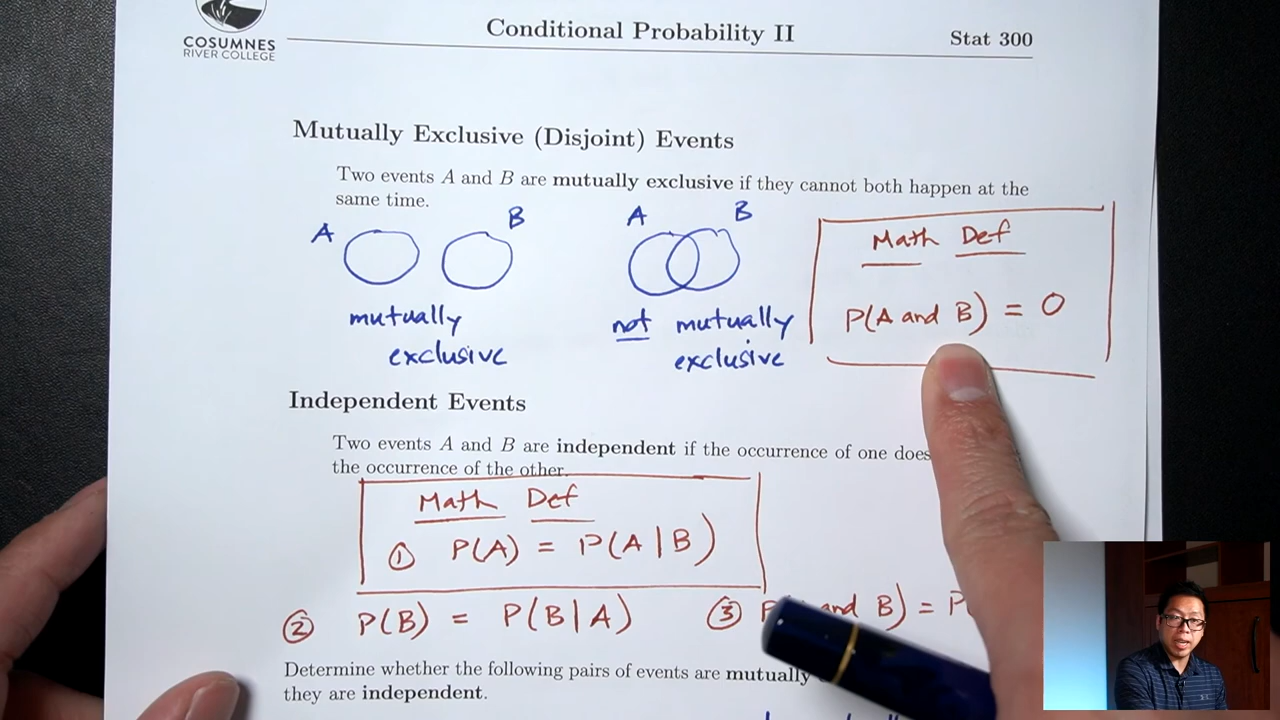 COSUMNES
RIVER COLLEGE
Conditional Probability II
Stat 300
Mutually Exclusive (Disjoint) Events
Two events A and B are mutually exclusive if they cannot both happen at the
same time.
A B
A B
mutually
exclusive
not mutually
exclusive
Math Def
P(A and B) = 0
Independent Events
Two events A and B are independent if the occurrence of one does
the occurrence of the other.
Math Def
① P(A) = P(A|B)
② P(B) = P(B|A)
③ and B) = P
Determine whether the following pairs of events are mutually
they are independent.